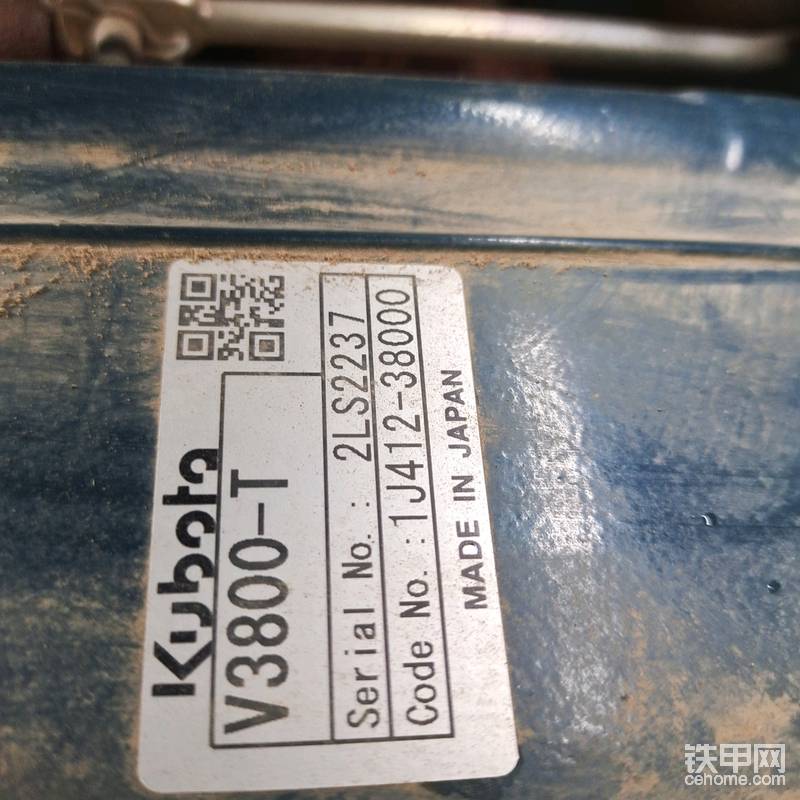 Kubota
V3800-T
Serial No.: 2LS2237
Code No.:1J412-38000
MADE IN JAPAN
铁甲网
cehome.com